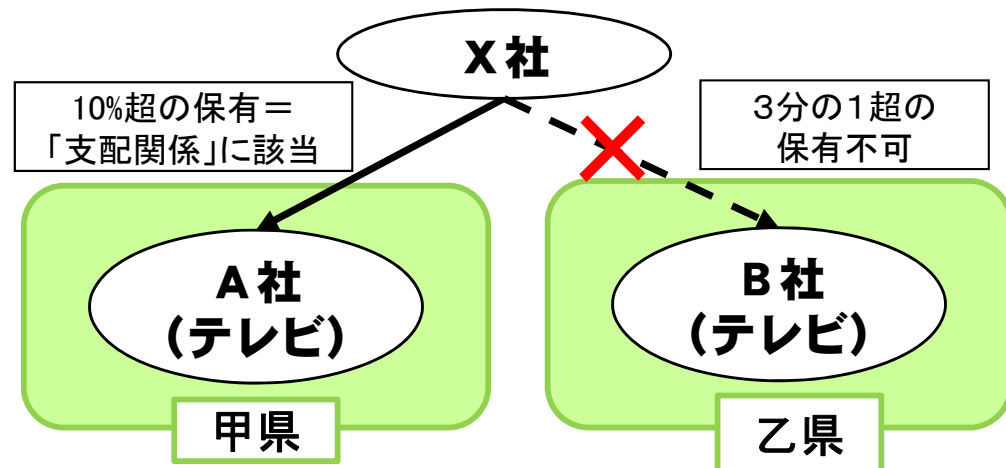 X社
10%超の保有＝
「支配関係」に該当
３分の１超の
保有不可
A社
(テレビ)
B社
(テレビ)
甲県
乙県